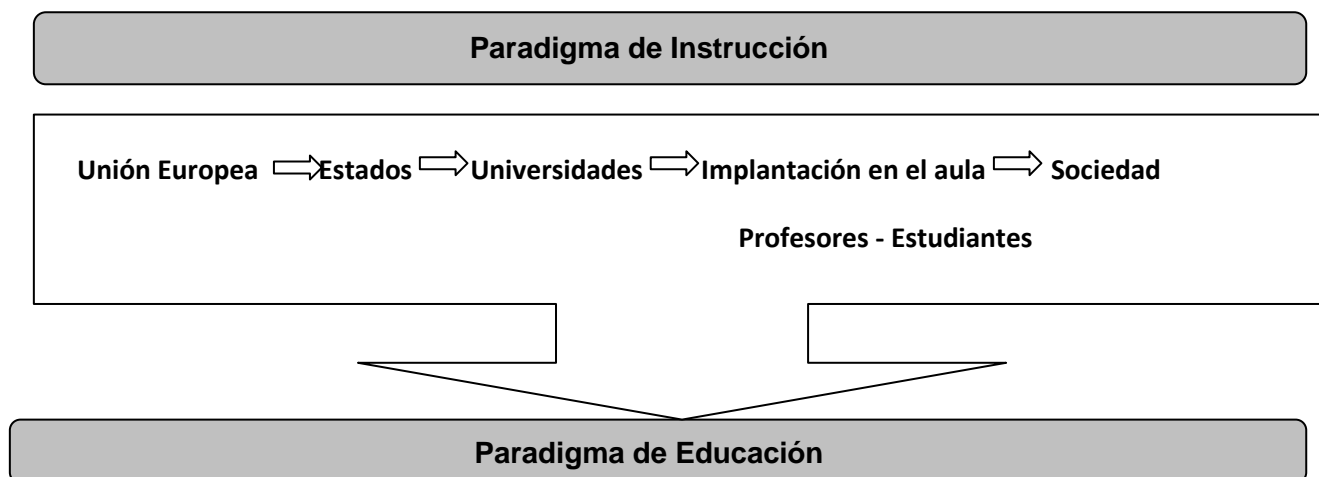 Paradigma de Instrucción
Unión Europea Estados Universidades Implantación en el aula Sociedad
Profesores - Estudiantes
Paradigma de Educación